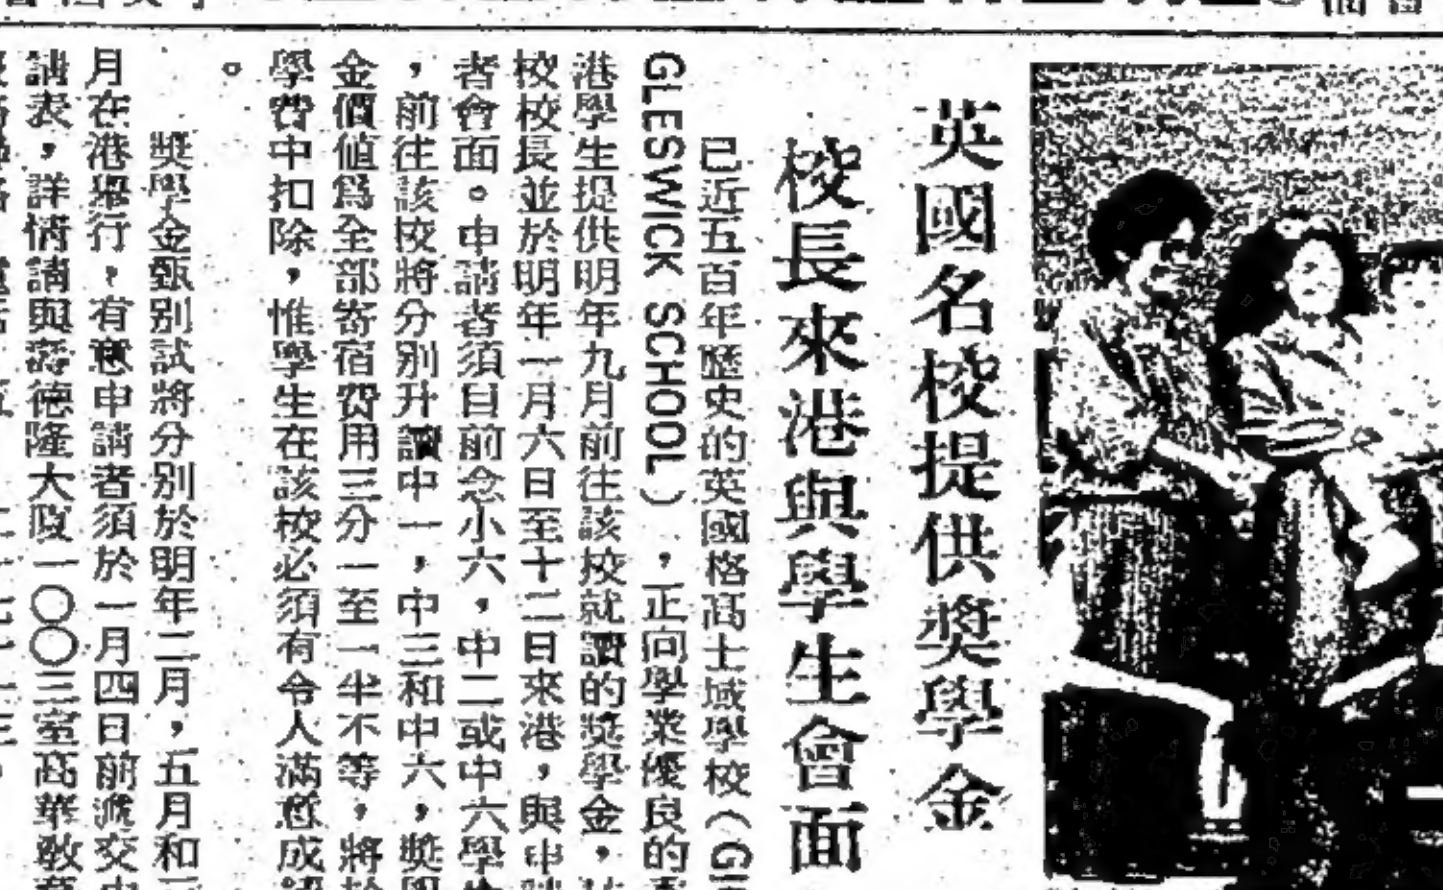 英國名校提供獎學金
校長來港與學生會面
已近五百年歷史的英國格高士域學校（GI
GLESWICK SCHOOL），正向學業優良的
港學生提供明年九月前往該校就讀的獎學金，
校校長並於明年一月六日至十二日來港，與申
者會面。申請者須目前念小六，中二或中六學生
，前往該校將分別升讀中一，中三和中六，獎學
金價值爲全部寄宿費用三分一至一半不等，將於
學費中扣除，惟學生在該校必須有令人滿意成
。
獎學金甄別試將分別於明年二月，五月和
月在港舉行，有意申請者須於一月四日前遞交申
請表，詳情請與壽德隆大廈一〇〇三室高華教育